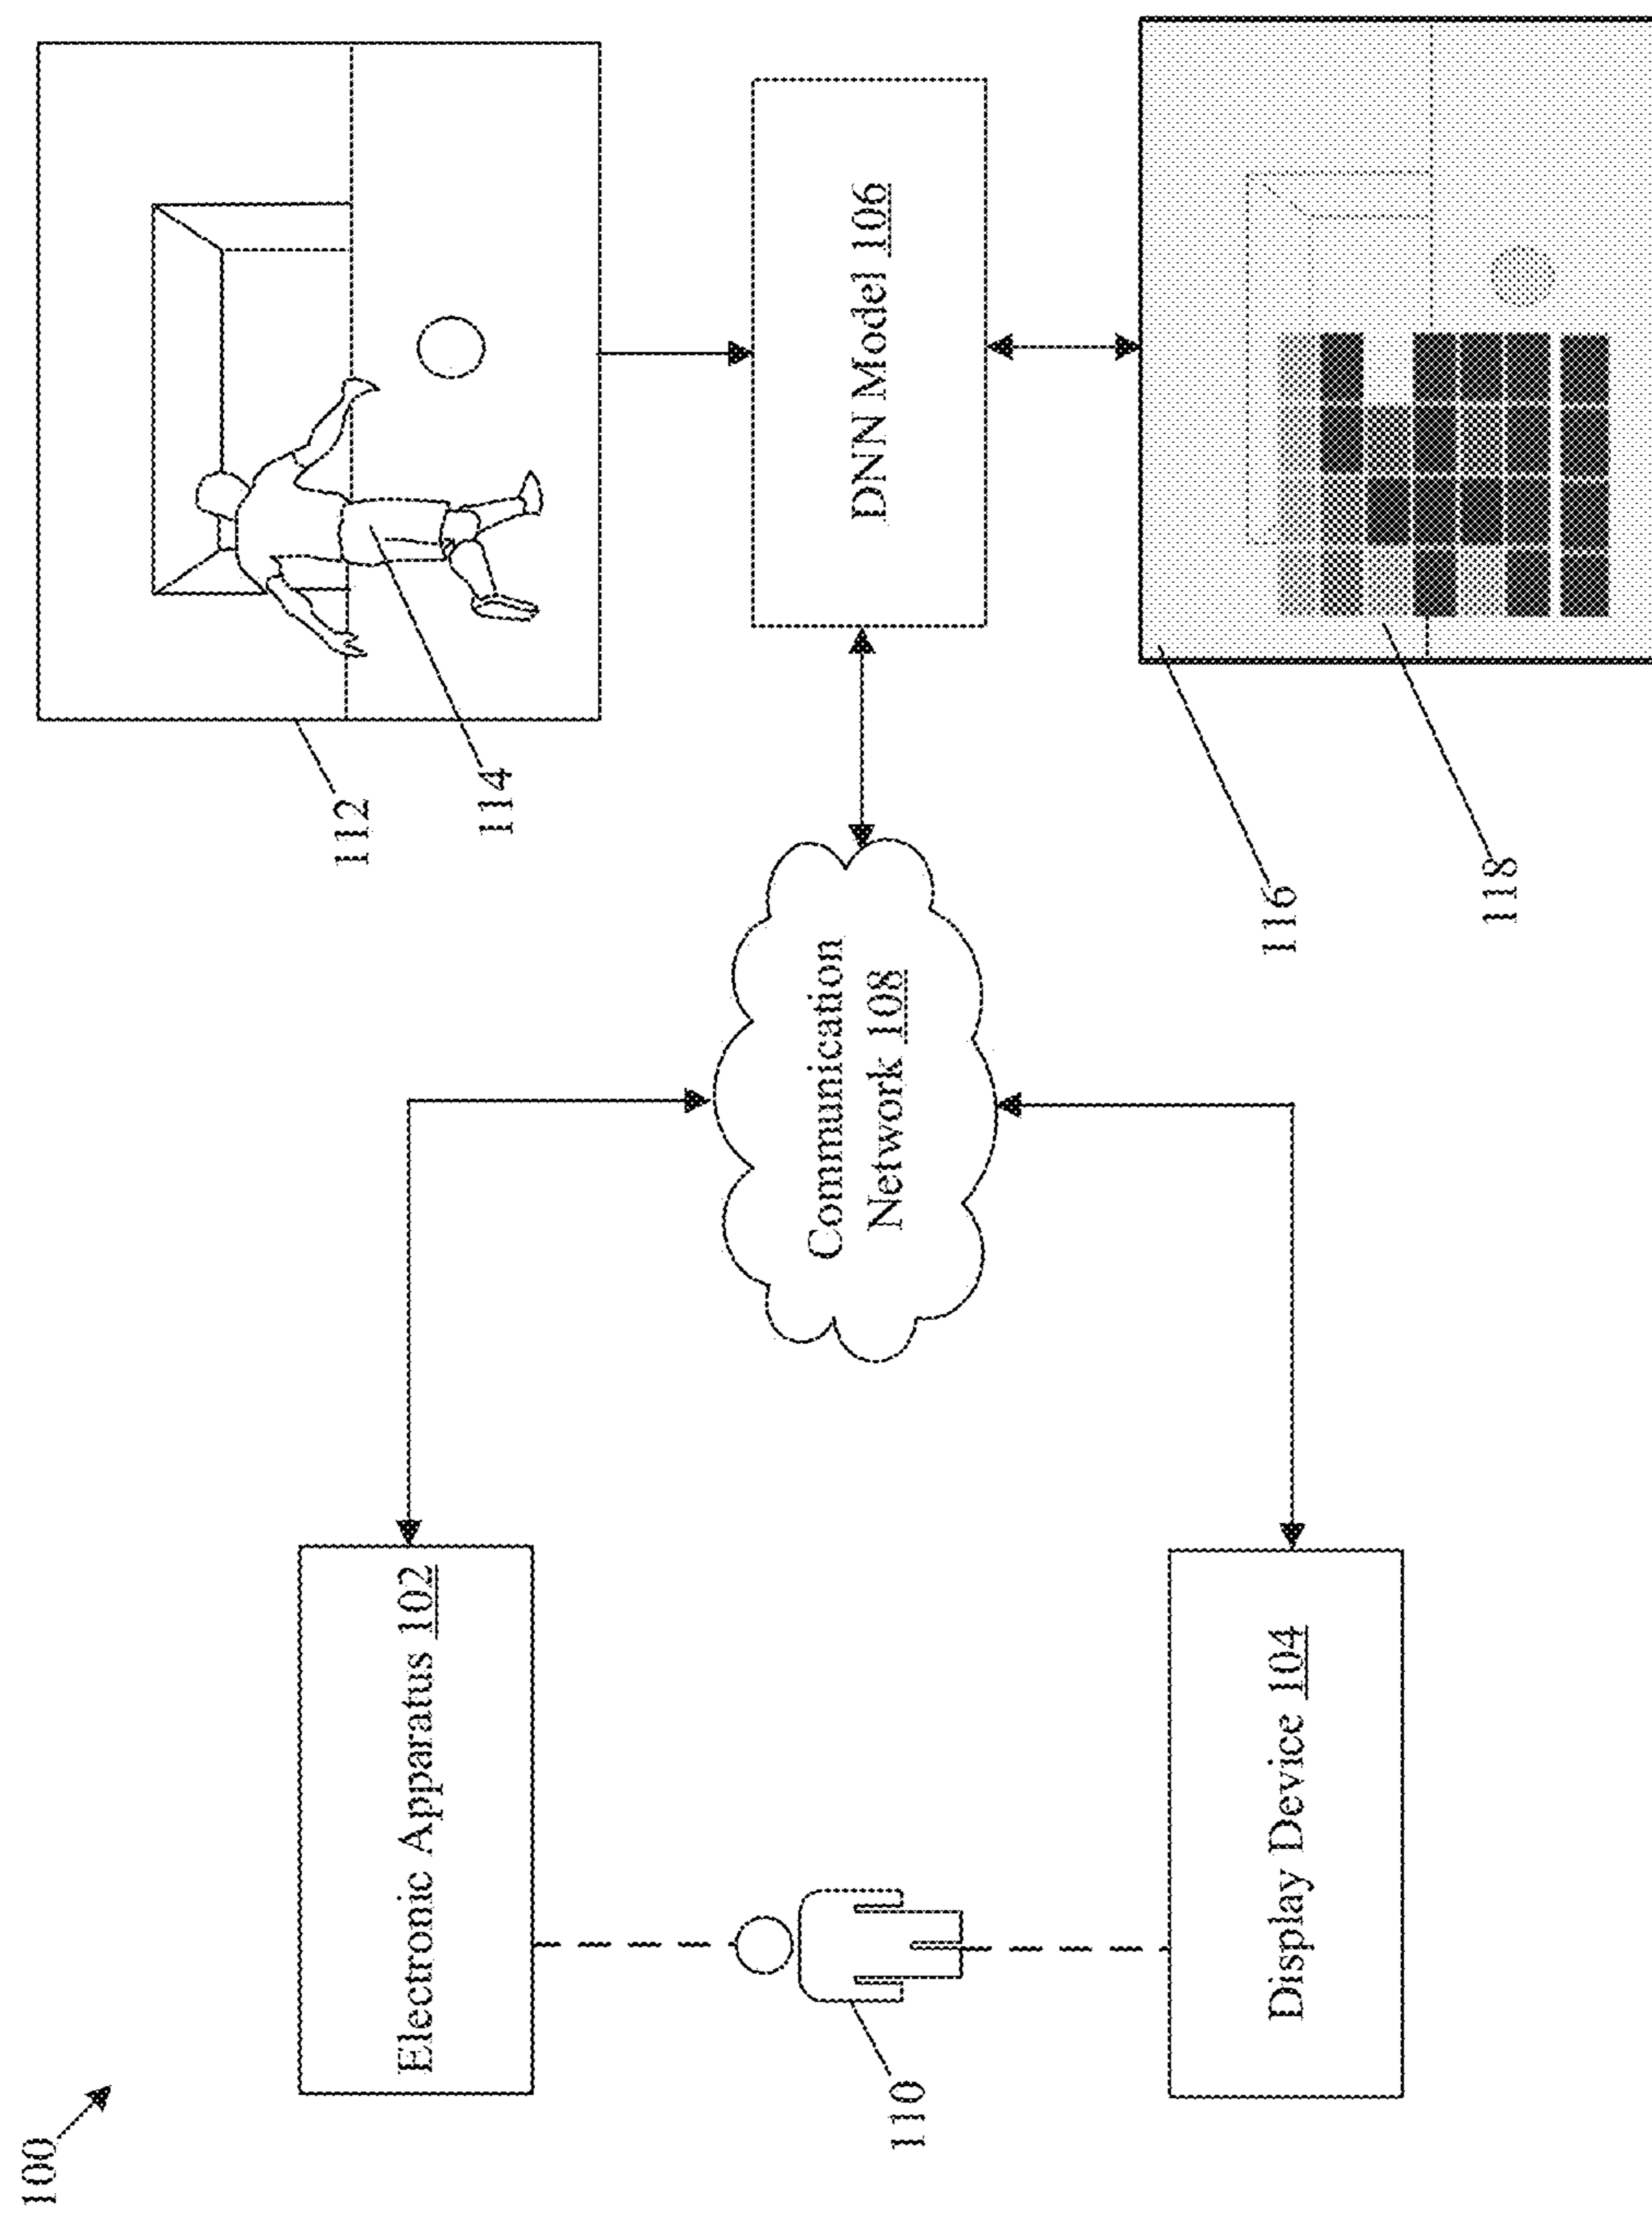 100
Electronic Apparatus 102
112
114
110
Communication
Network 108
DNN Model 106
Display Device 104
116
118